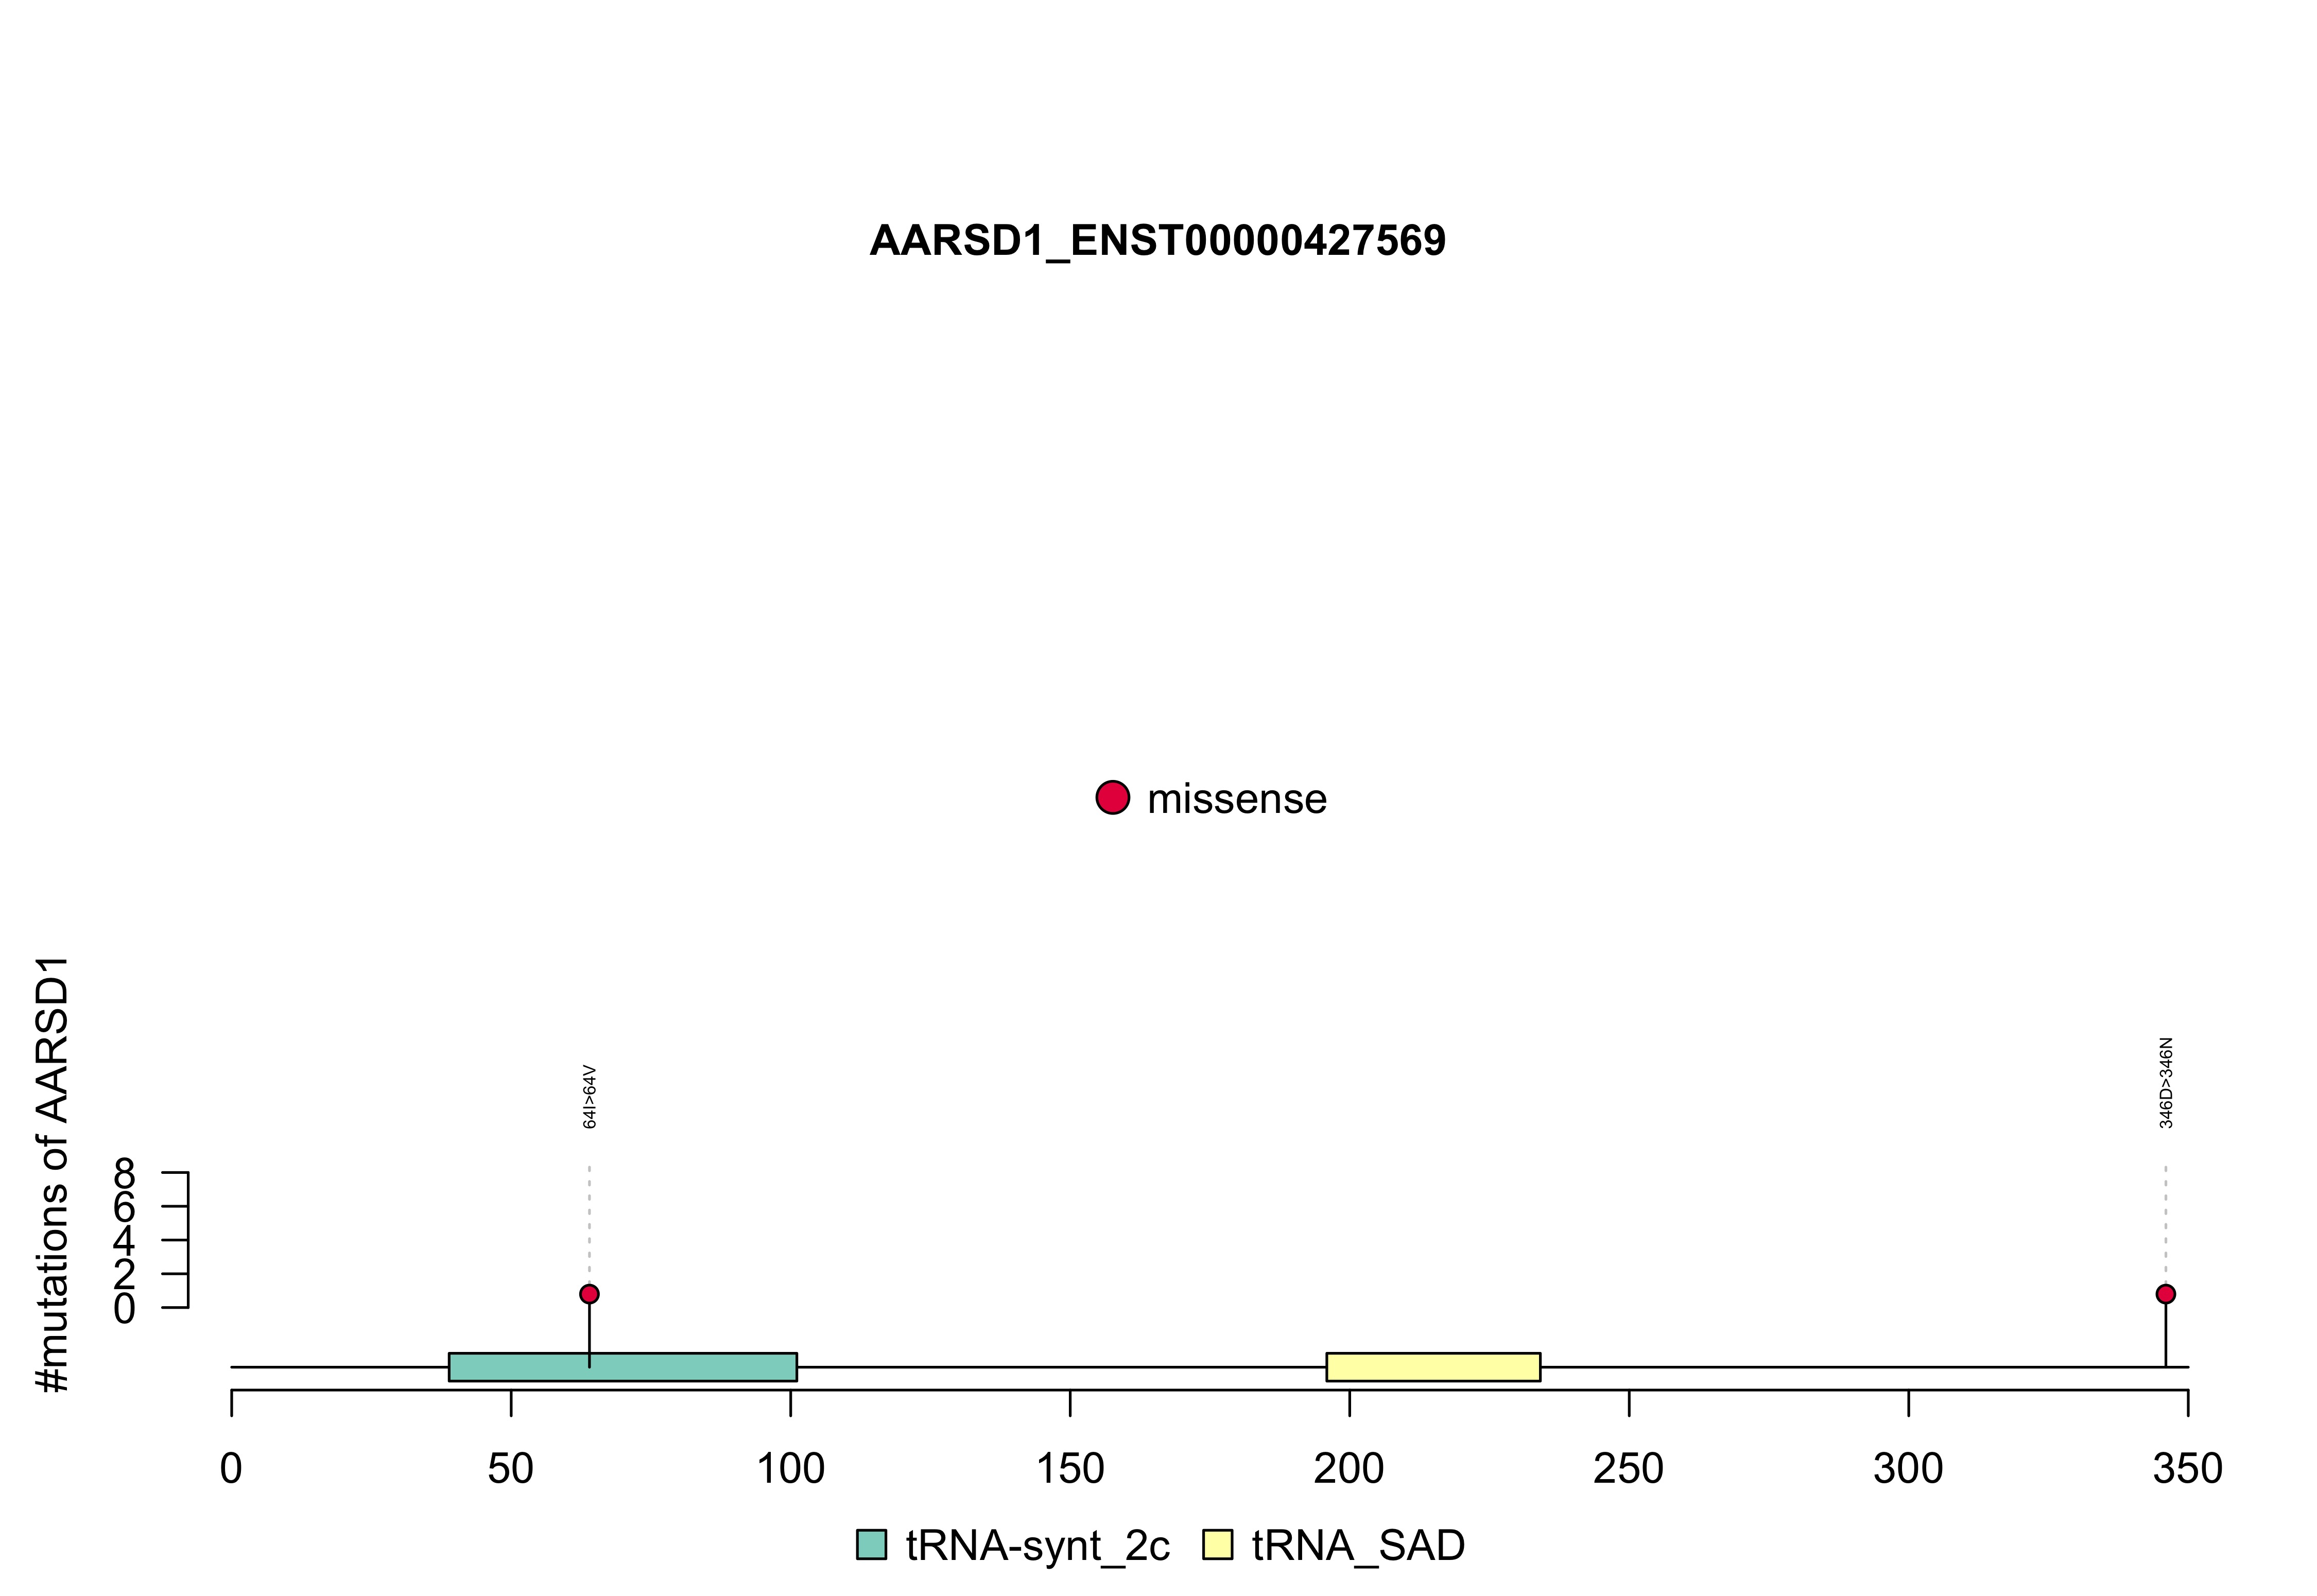 AARSD1_ENST00000427569
missense
#mutations of AARSD1
64I>64V
346D>346N
8
6
4
2
0
0 50 100 150 200 250 300 350
tRNA-synt_2c tRNA_SAD